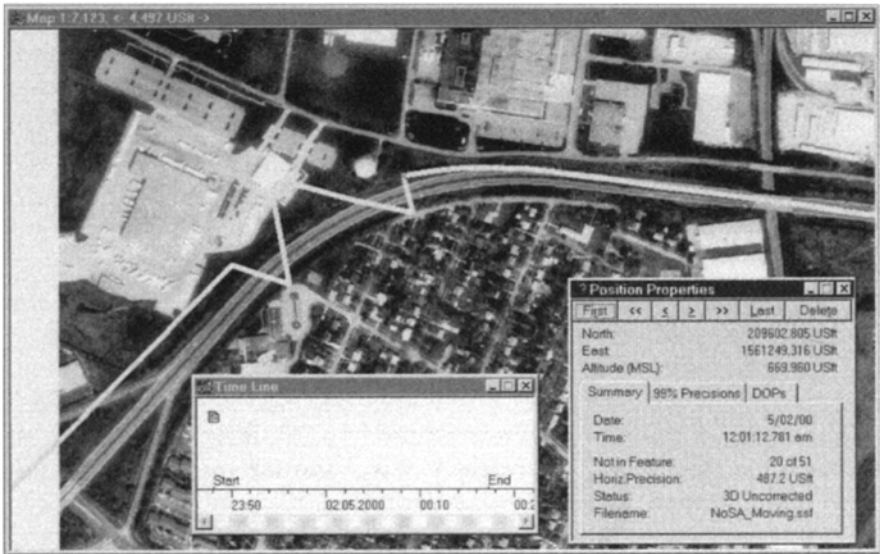 Map 1:7,123, <- 4,497 USft ->
? Position Properties
First << < > >> Last Delete
North: 209602.805 USft
East: 1561249.316 USft
Altitude (MSL): 669.960 USft
Summary 99% Precisions DOPs
Date: 5/02/00
Time: 12:01:12.781 am
Not in Feature: 20 of 51
Horiz.Precision: 487.2 USft
Status: 3D Uncorrected
Filename: NoSA_Moving.ssf
Time Line
Start End
23:50 02.05.2000 00:10 00:2